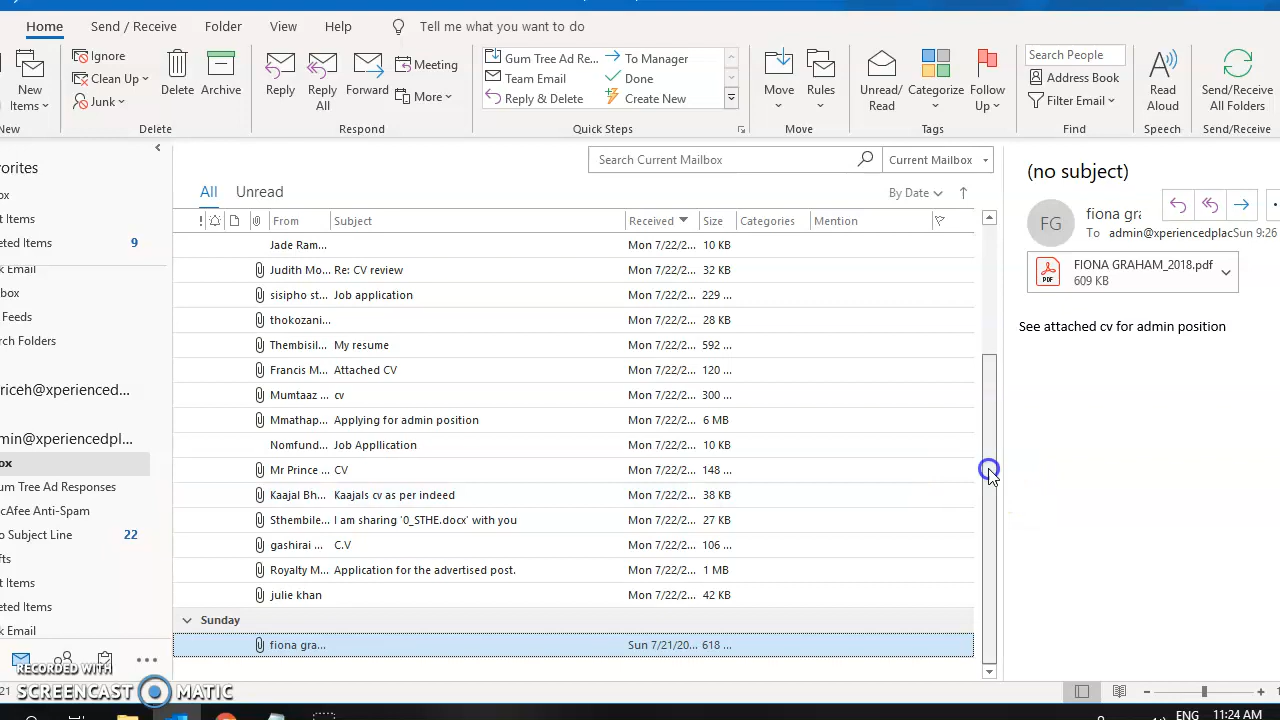 Home Send / Receive Folder View Help Tell me what you want to do
New Items
Ignore
Clean Up
Junk
Delete
Archive
Reply
Reply All
Forward
Meeting
More
Gum Tree Ad Re... To Manager
Team Email Done
Reply & Delete Create New
Move
Rules
Unread/ Read
Categorize
Follow Up
Search People
Address Book
Filter Email
Read Aloud
Send/Receive All Folders
New Delete Respond Quick Steps Move Tags Find Speech Send/Receive
Search Current Mailbox Current Mailbox
All Unread By Date
! From Subject Received Size Categories Mention
Jade Ram... Mon 7/22/2... 10 KB
Judith Mo... Re: CV review Mon 7/22/2... 32 KB
sisipho st... Job application Mon 7/22/2... 229 ...
thokozani... Mon 7/22/2... 28 KB
Thembisil... My resume Mon 7/22/2... 592 ...
Francis M... Attached CV Mon 7/22/2... 120 ...
Mumtaaz ... cv Mon 7/22/2... 300 ...
Mmathap... Applying for admin position Mon 7/22/2... 6 MB
Nomfund... Job Appllication Mon 7/22/2... 10 KB
Mr Prince ... CV Mon 7/22/2... 148 ...
Kaajal Bh... Kaajals cv as per indeed Mon 7/22/2... 38 KB
Sthembile... I am sharing '0_STHE.docx' with you Mon 7/22/2... 27 KB
gashirai ... C.V Mon 7/22/2... 106 ...
Royalty M... Application for the advertised post. Mon 7/22/2... 1 MB
julie khan Mon 7/22/2... 42 KB
Sunday
fiona gra... Sun 7/21/20... 618 ...
(no subject)
FG
fiona gra
To admin@xperiencedplac Sun 9:26
FIONA GRAHAM_2018.pdf
609 KB
PDF
See attached cv for admin position
vorites
ox
t Items
eted Items 9
k Email
box
Feeds
rch Folders
riceh@xperienced...
min@xperiencedpl...
ox
um Tree Ad Responses
cAfee Anti-Spam
o Subject Line 22
fts
t Items
eted Items
k Email
RECORDED WITH
SCREENCAST MATIC
21
ENG 11:24 AM